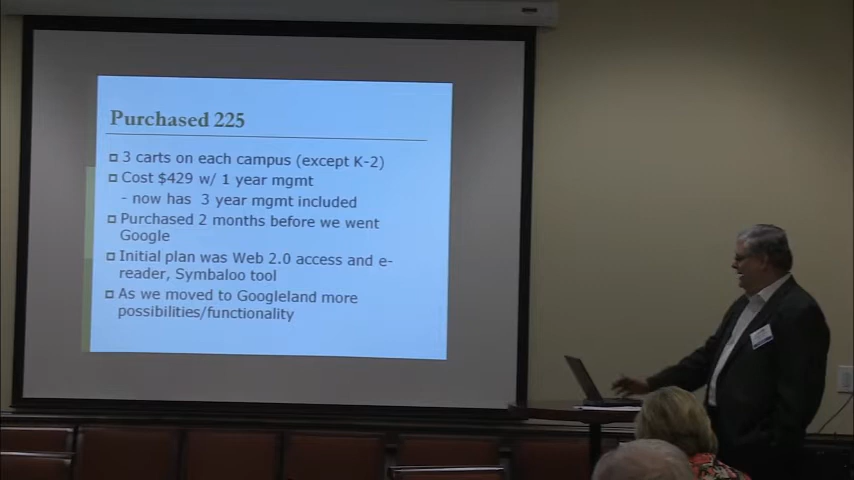 Purchased 225
3 carts on each campus (except K-2)
Cost $429 w/ 1 year mgmt
- now has 3 year mgmt included
Purchased 2 months before we went
Google
Initial plan was Web 2.0 access and e-
reader, Symbaloo tool
As we moved to Googleland more
possibilities/functionality